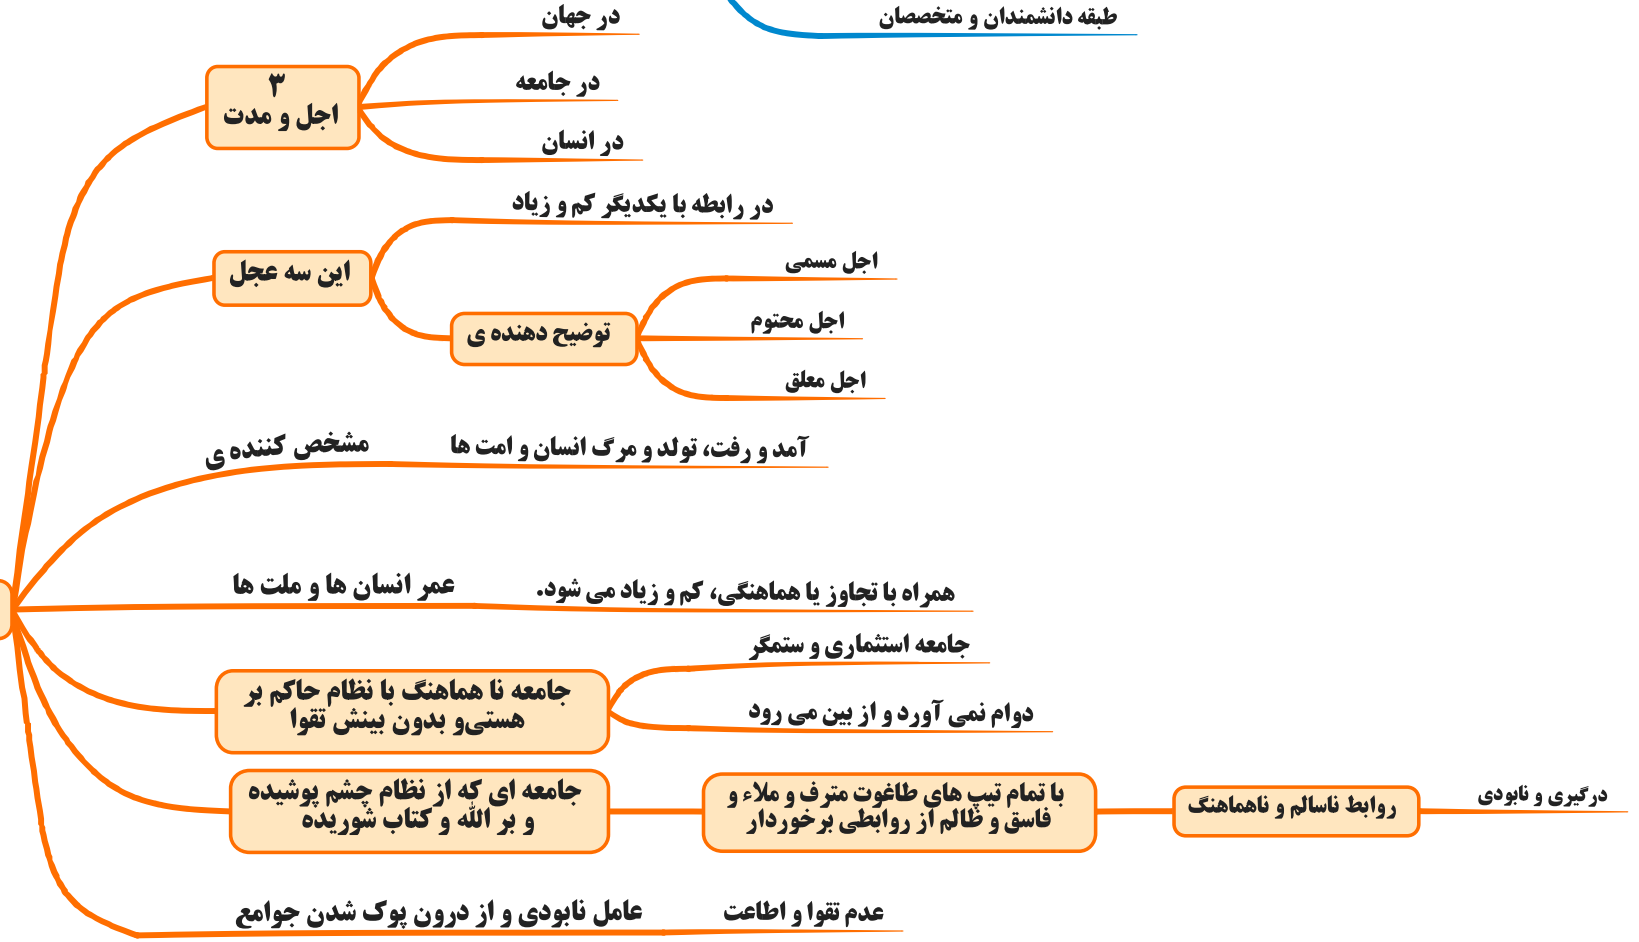 طبقه دانشمندان و متخصصان
۳
اجل و مدت
در جهان
در جامعه
در انسان
این سه عجل
در رابطه با یکدیگر کم و زیاد
توضیح دهنده ی
اجل مسمی
اجل محتوم
اجل معلق
مشخص کننده ی
آمد و رفت، تولد و مرگ انسان و امت ها
عمر انسان ها و ملت ها
همراه با تجاوز یا هماهنگی، کم و زیاد می شود.
جامعه نا هماهنگ با نظام حاکم بر
هستی‌و بدون بینش تقوا
جامعه استثماری و ستمگر
دوام نمی آورد و از بین می رود
جامعه ای که از نظام چشم پوشیده
و بر الله و کتاب شوریده
با تمام تیپ های طاغوت مترف و ملاء و
فاسق و ظالم از روابطی برخوردار
روابط ناسالم و ناهماهنگ
درگیری و نابودی
عامل نابودی و از درون پوک شدن جوامع
عدم تقوا و اطاعت